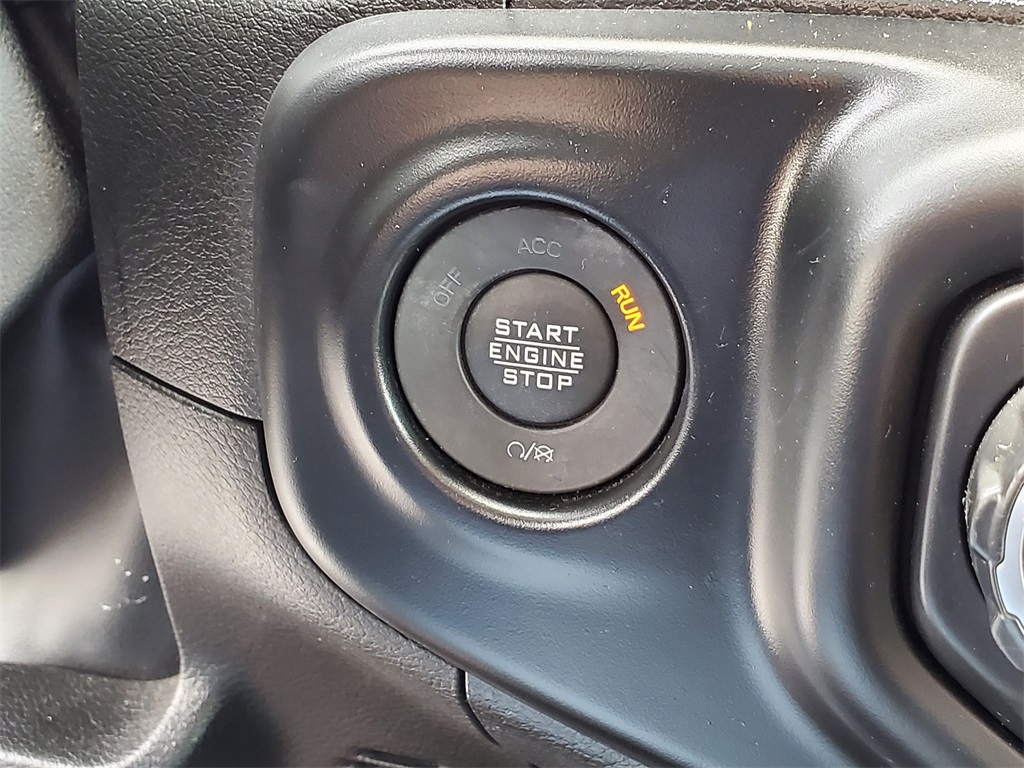 ACC
OFF
RUN
START
ENGINE
STOP